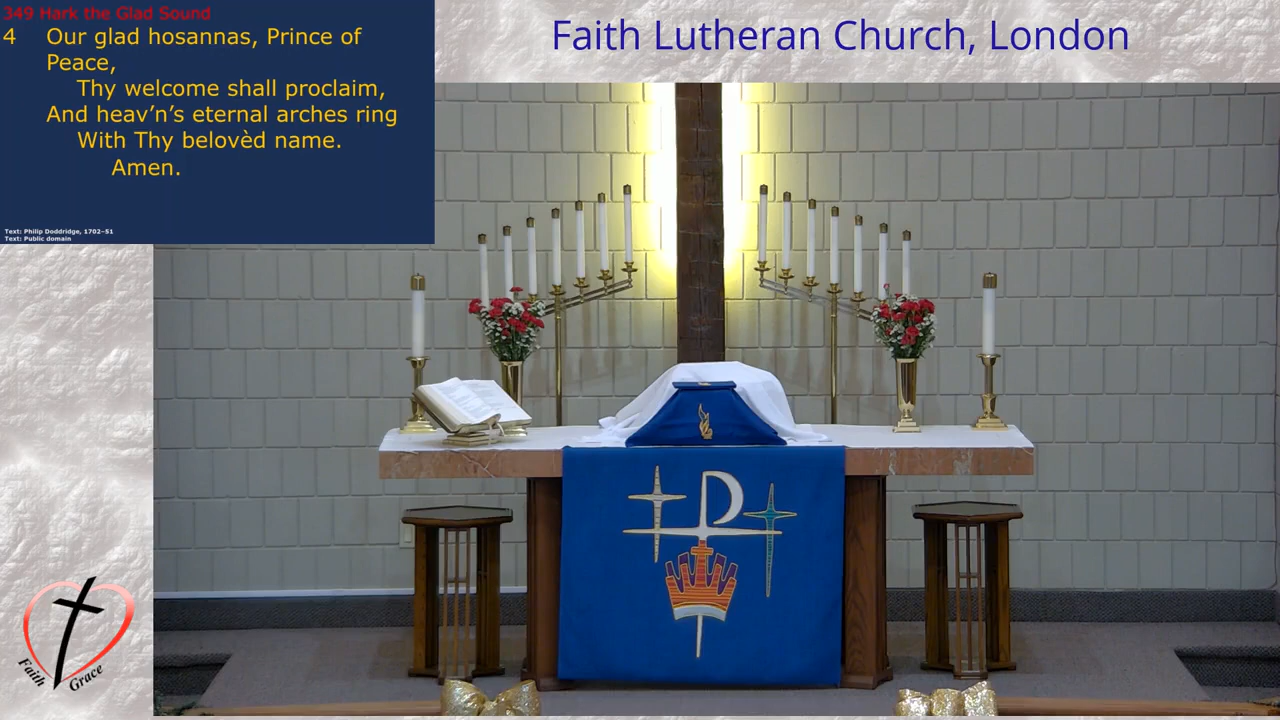 349 Hark the Glad Sound
4 Our glad hosannas, Prince of
Peace,
Thy welcome shall proclaim,
And heav’n’s eternal arches ring
With Thy belovèd name.
Amen.
Text: Philip Doddridge, 1702–51
Text: Public domain
Faith Lutheran Church, London
Faith
Grace